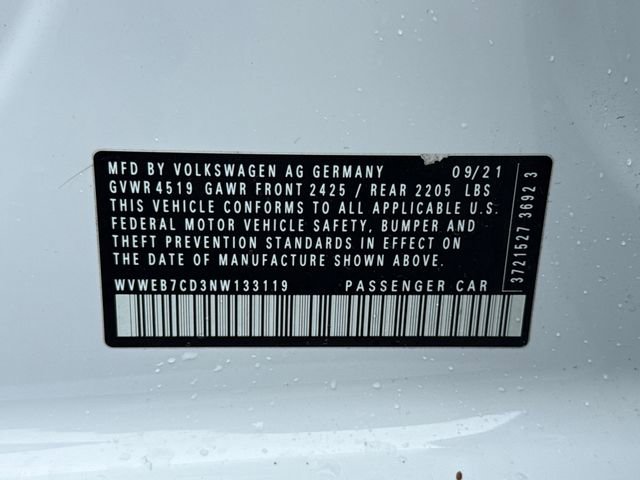 MFD BY VOLKSWAGEN AG GERMANY 09/21
GVWR 4519 GAWR FRONT 2425 / REAR 2205 LBS
THIS VEHICLE CONFORMS TO ALL APPLICABLE U.S.
FEDERAL MOTOR VEHICLE SAFETY, BUMPER AND
THEFT PREVENTION STANDARDS IN EFFECT ON
THE DATE OF MANUFACTURE SHOWN ABOVE.
WVWEB7CD3NW133119 PASSENGER CAR
3721527 3692 3